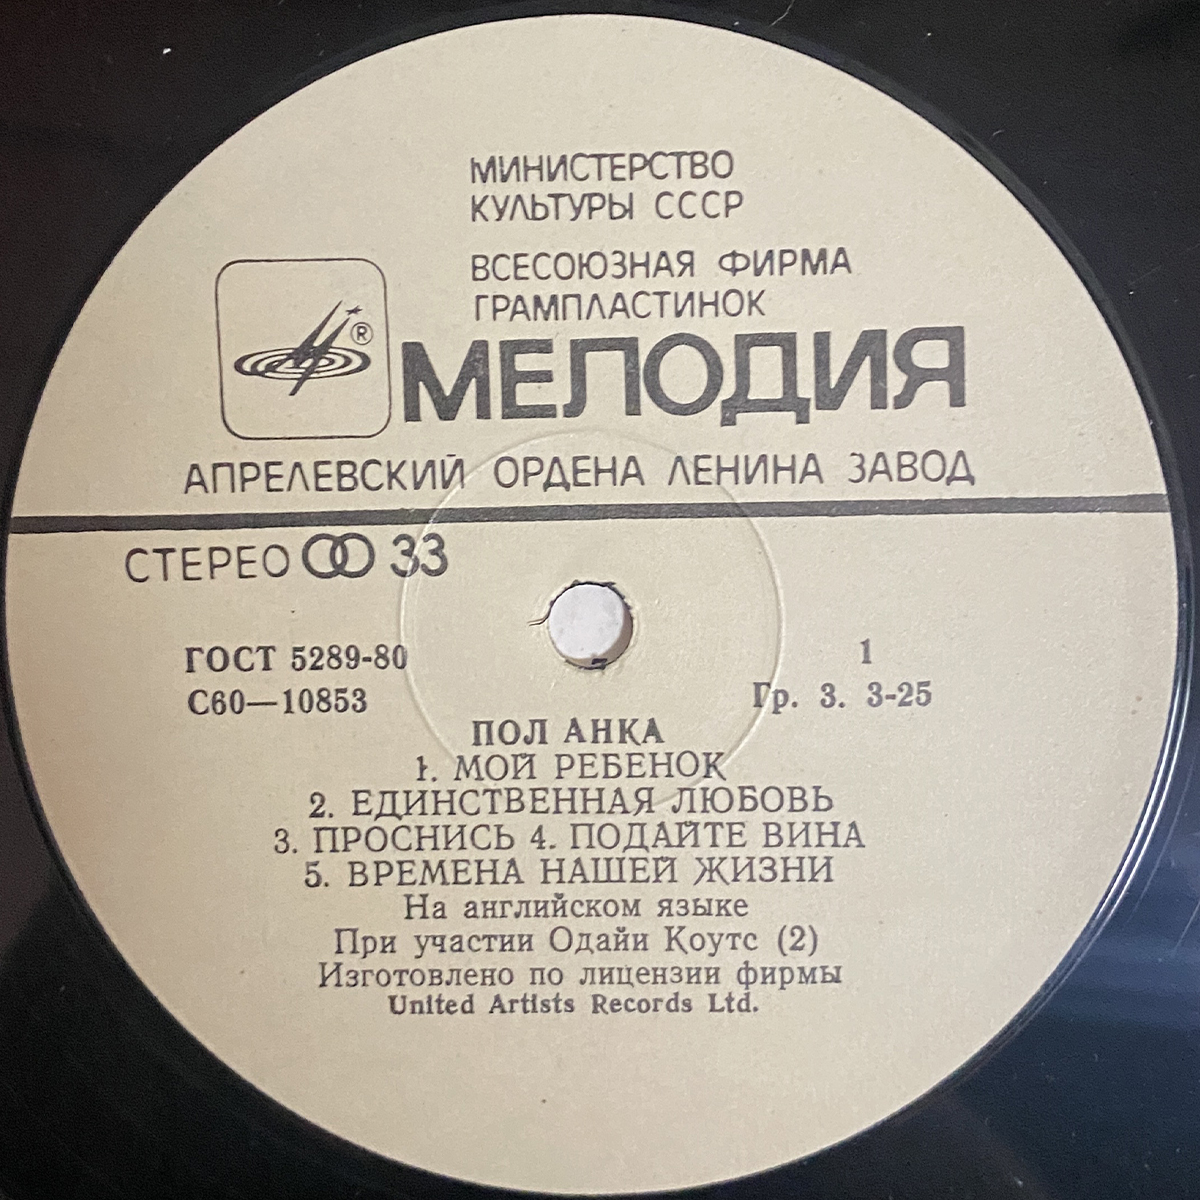 МИНИСТЕРСТВО
КУЛЬТУРЫ СССР
ВСЕСОЮЗНАЯ ФИРМА
ГРАМПЛАСТИНОК
®
МЕЛОДИЯ
АПРЕЛЕВСКИЙ ОРДЕНА ЛЕНИНА ЗАВОД
СТЕРЕО 33
ГОСТ 5289-80
1
С60—10853
Гр. 3. 3-25
ПОЛ АНКА
1. МОЙ РЕБЕНОК
2. ЕДИНСТВЕННАЯ ЛЮБОВЬ
3. ПРОСНИСЬ 4. ПОДАЙТЕ ВИНА
5. ВРЕМЕНА НАШЕЙ ЖИЗНИ
На английском языке
При участии Одайи Коутс (2)
Изготовлено по лицензии фирмы
United Artists Records Ltd.